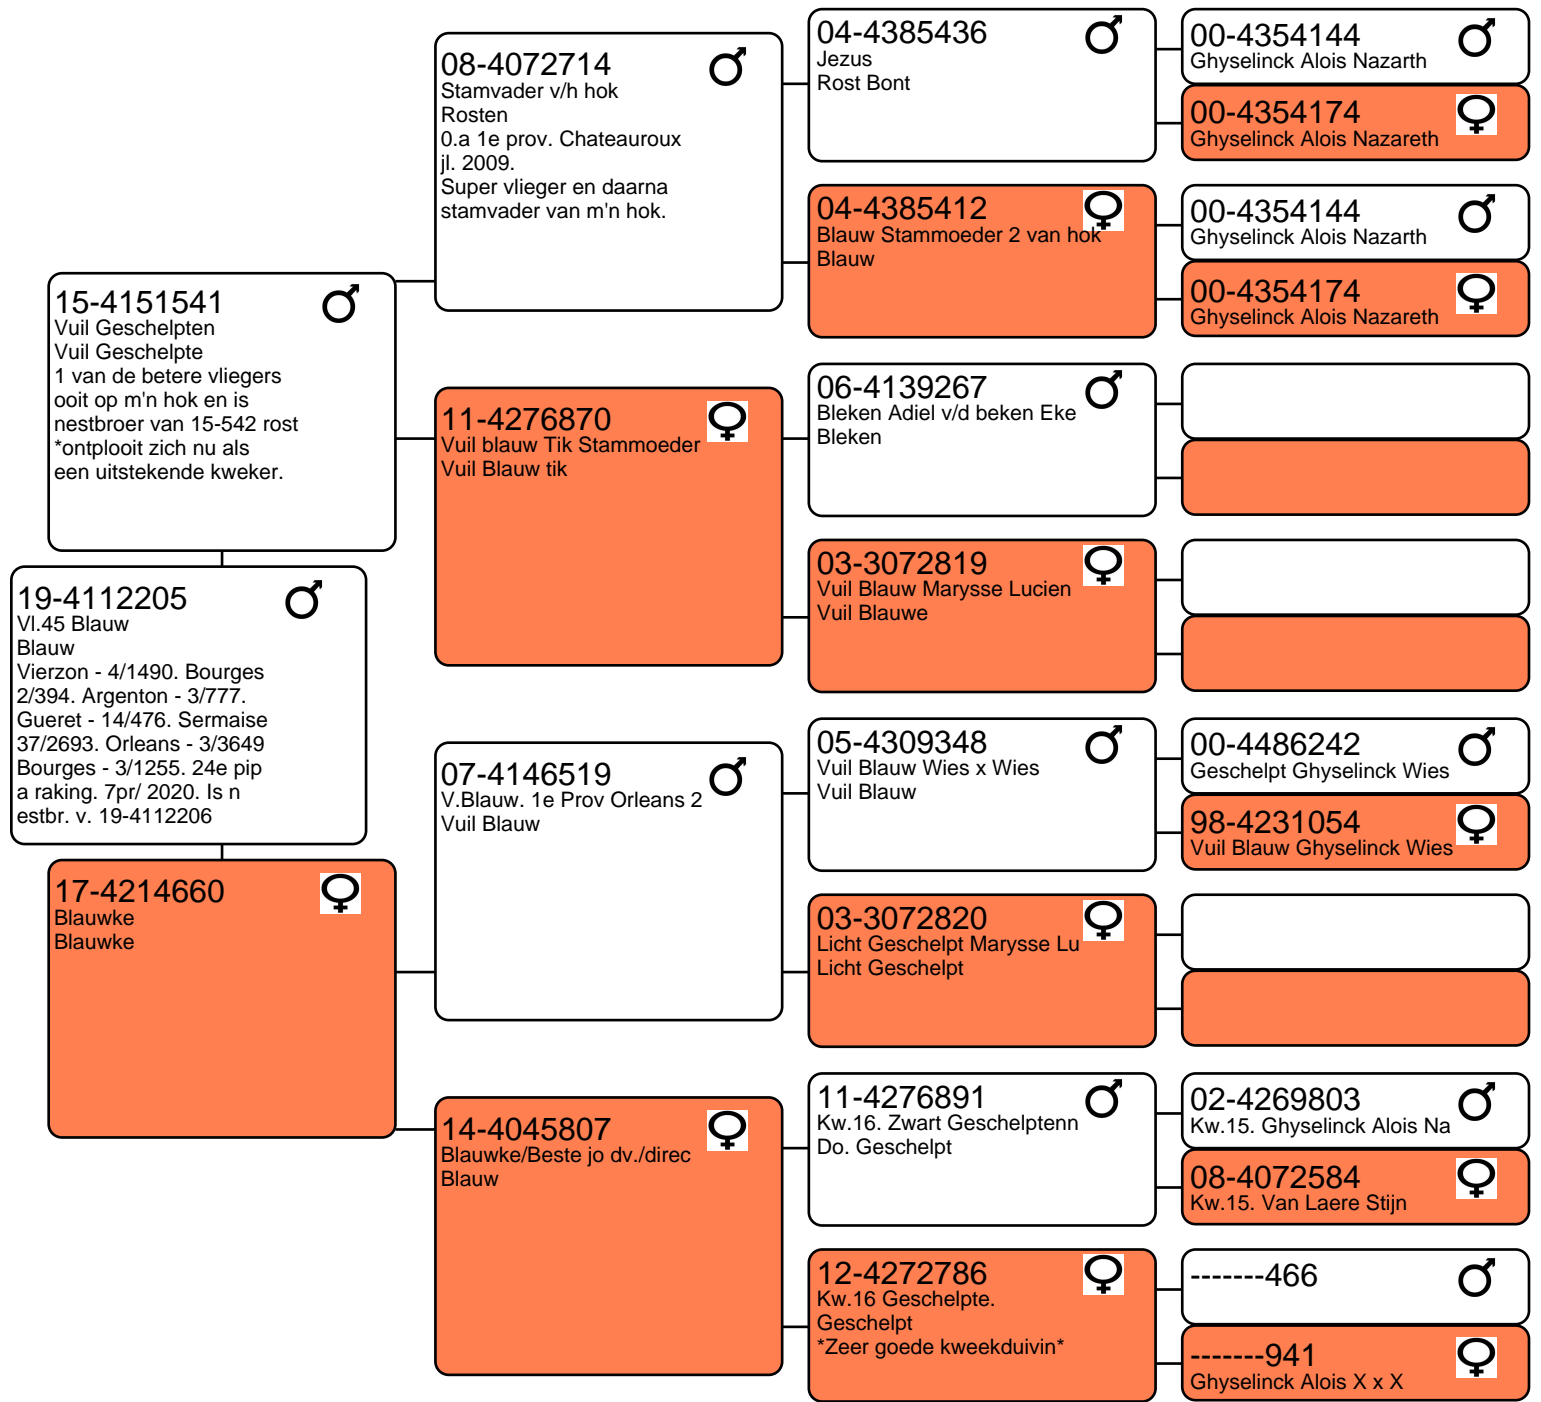 15-4151541
Vuil Geschelpten
Vuil Geschelpte
1 van de betere vliegers
ooit op m'n hok en is
nestbroer van 15-542 rost
*ontplooit zich nu als
een uitstekende kweker.
19-4112205
Vl.45 Blauw
Blauw
Vierzon - 4/1490. Bourges
2/394. Argenton - 3/777.
Gueret - 14/476. Sermaise
37/2693. Orleans - 3/3649
Bourges - 3/1255. 24e pip
a raking. 7pr/ 2020. Is n
estbr. v. 19-4112206
17-4214660
Blauwke
Blauwke
08-4072714
Stamvader v/h hok
Rosten
0.a 1e prov. Chateauroux
jl. 2009.
Super vlieger en daarna
stamvader van m'n hok.
11-4276870
Vuil blauw Tik Stammoeder
Vuil Blauw tik
07-4146519
V.Blauw. 1e Prov Orleans 2
Vuil Blauw
14-4045807
Blauwke/Beste jo dv./direc
Blauw
04-4385436
Jezus
Rost Bont
04-4385412
Blauw Stammoeder 2 van hok
Blauw
06-4139267
Bleken Adiel v/d beken Eke
Bleken
03-3072819
Vuil Blauw Marysse Lucien
Vuil Blauwe
05-4309348
Vuil Blauw Wies x Wies
Vuil Blauw
03-3072820
Licht Geschelpt Marysse Lu
Licht Geschelpt
11-4276891
Kw.16. Zwart Geschelptenn
Do. Geschelpt
12-4272786
Kw.16 Geschelpte.
Geschelpt
*Zeer goede kweekduivin*
00-4354144
Ghyselinck Alois Nazarth
00-4354174
Ghyselinck Alois Nazareth
00-4354144
Ghyselinck Alois Nazarth
00-4354174
Ghyselinck Alois Nazareth
00-4486242
Geschelpt Ghyselinck Wies
98-4231054
Vuil Blauw Ghyselinck Wies
02-4269803
Kw.15. Ghyselinck Alois Na
08-4072584
Kw.15. Van Laere Stijn
-------466
-------941
Ghyselinck Alois X x X